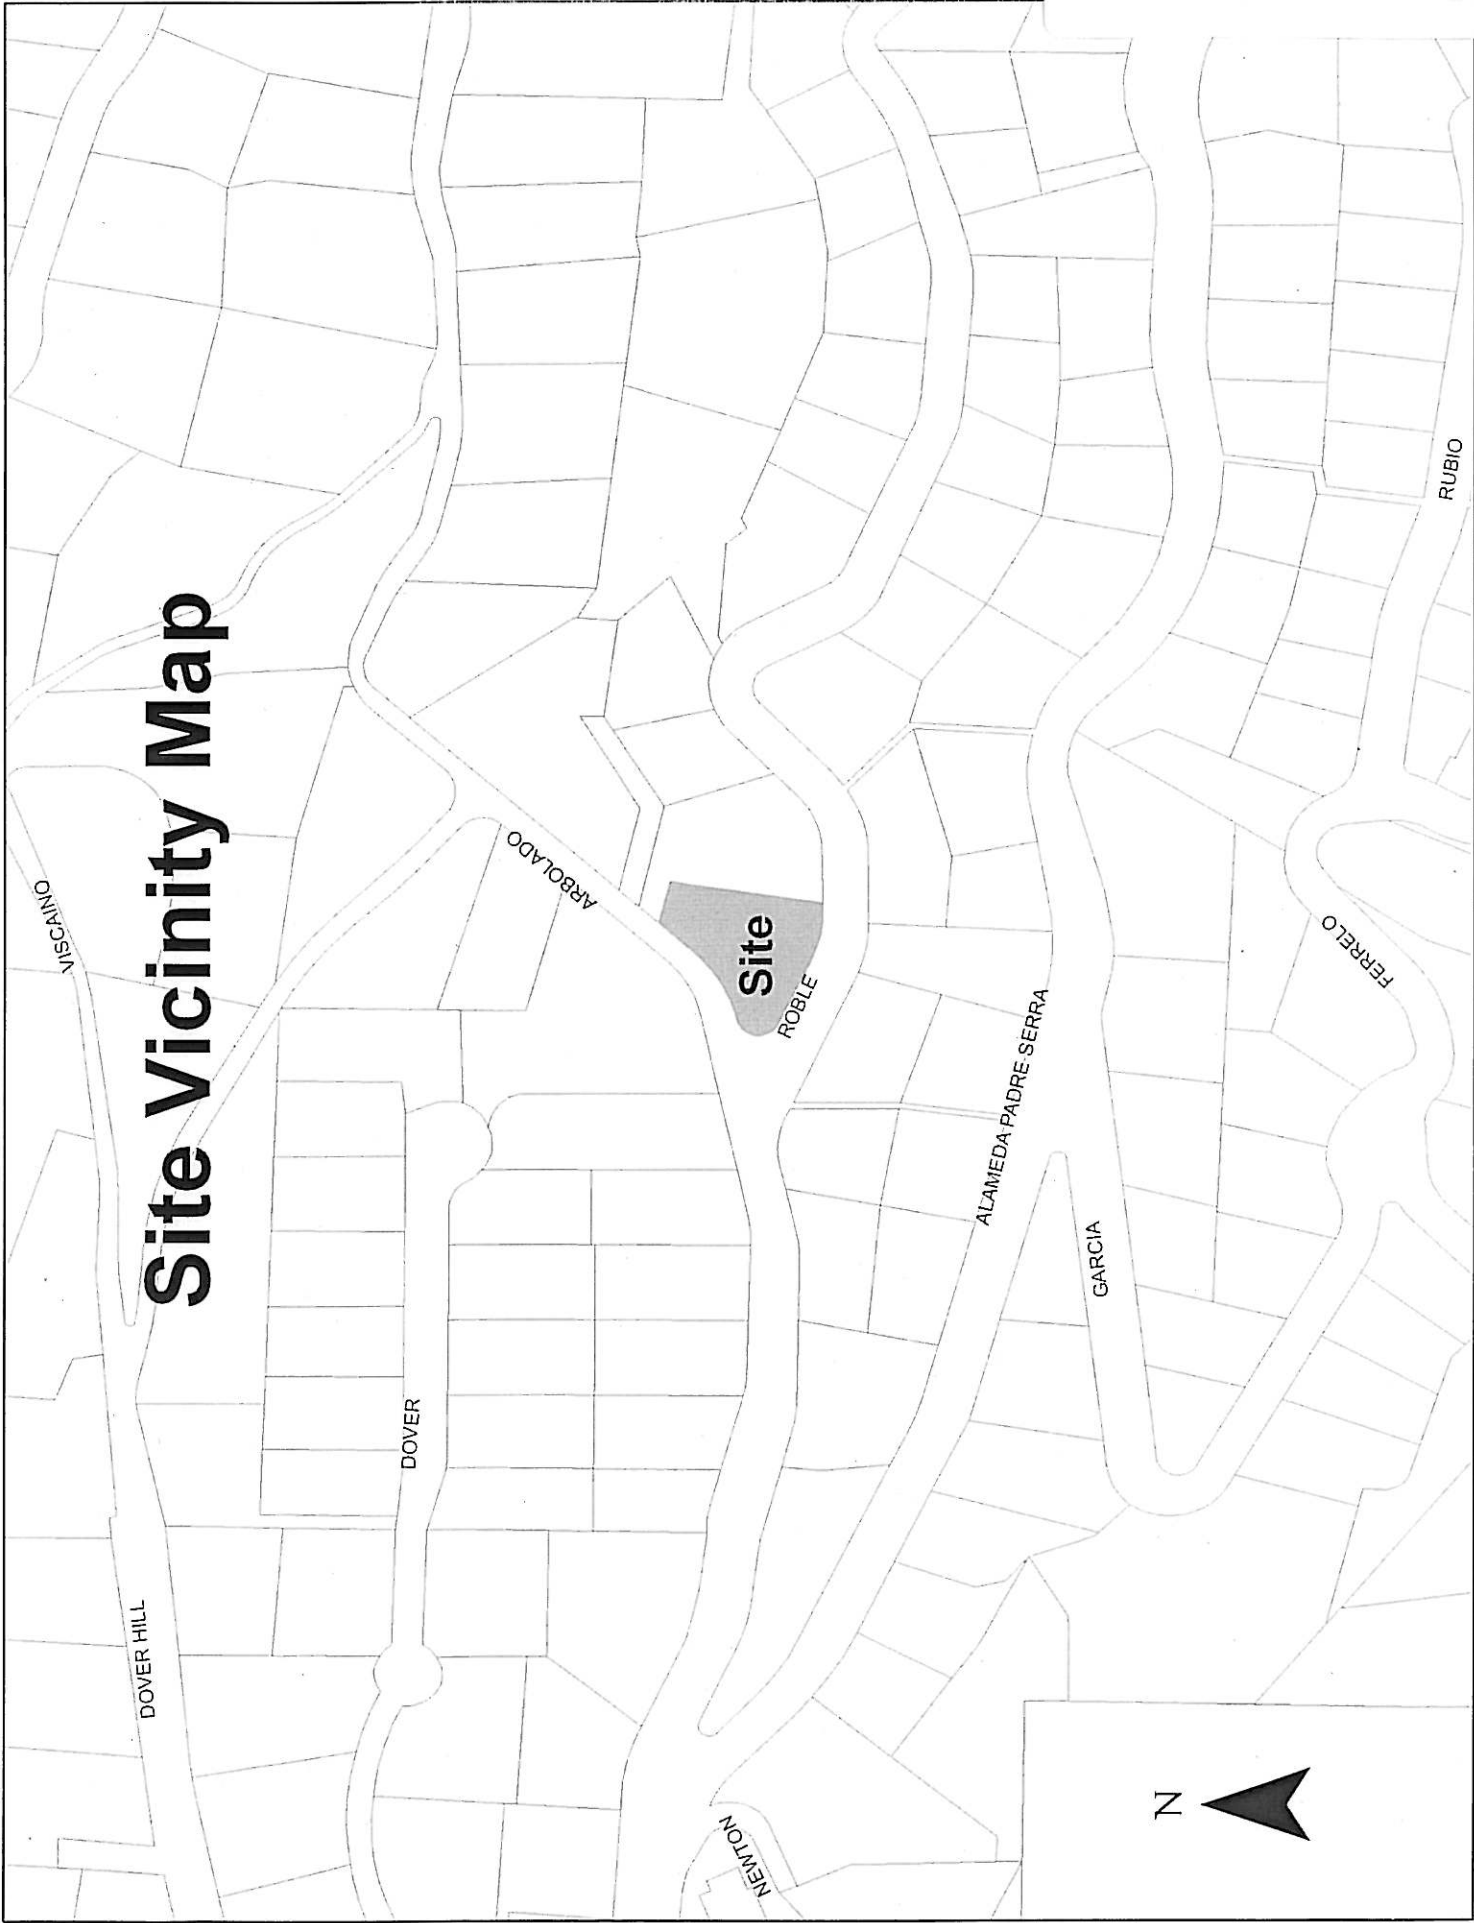 Site Vicinity Map
VISCAINO
ARBOLADO
Site
ROBLE
ALAMEDA PADRE SERRA
DOVER
DOVER HILL
GARCIA
FERRELO
RUBIO
NEWTON
N